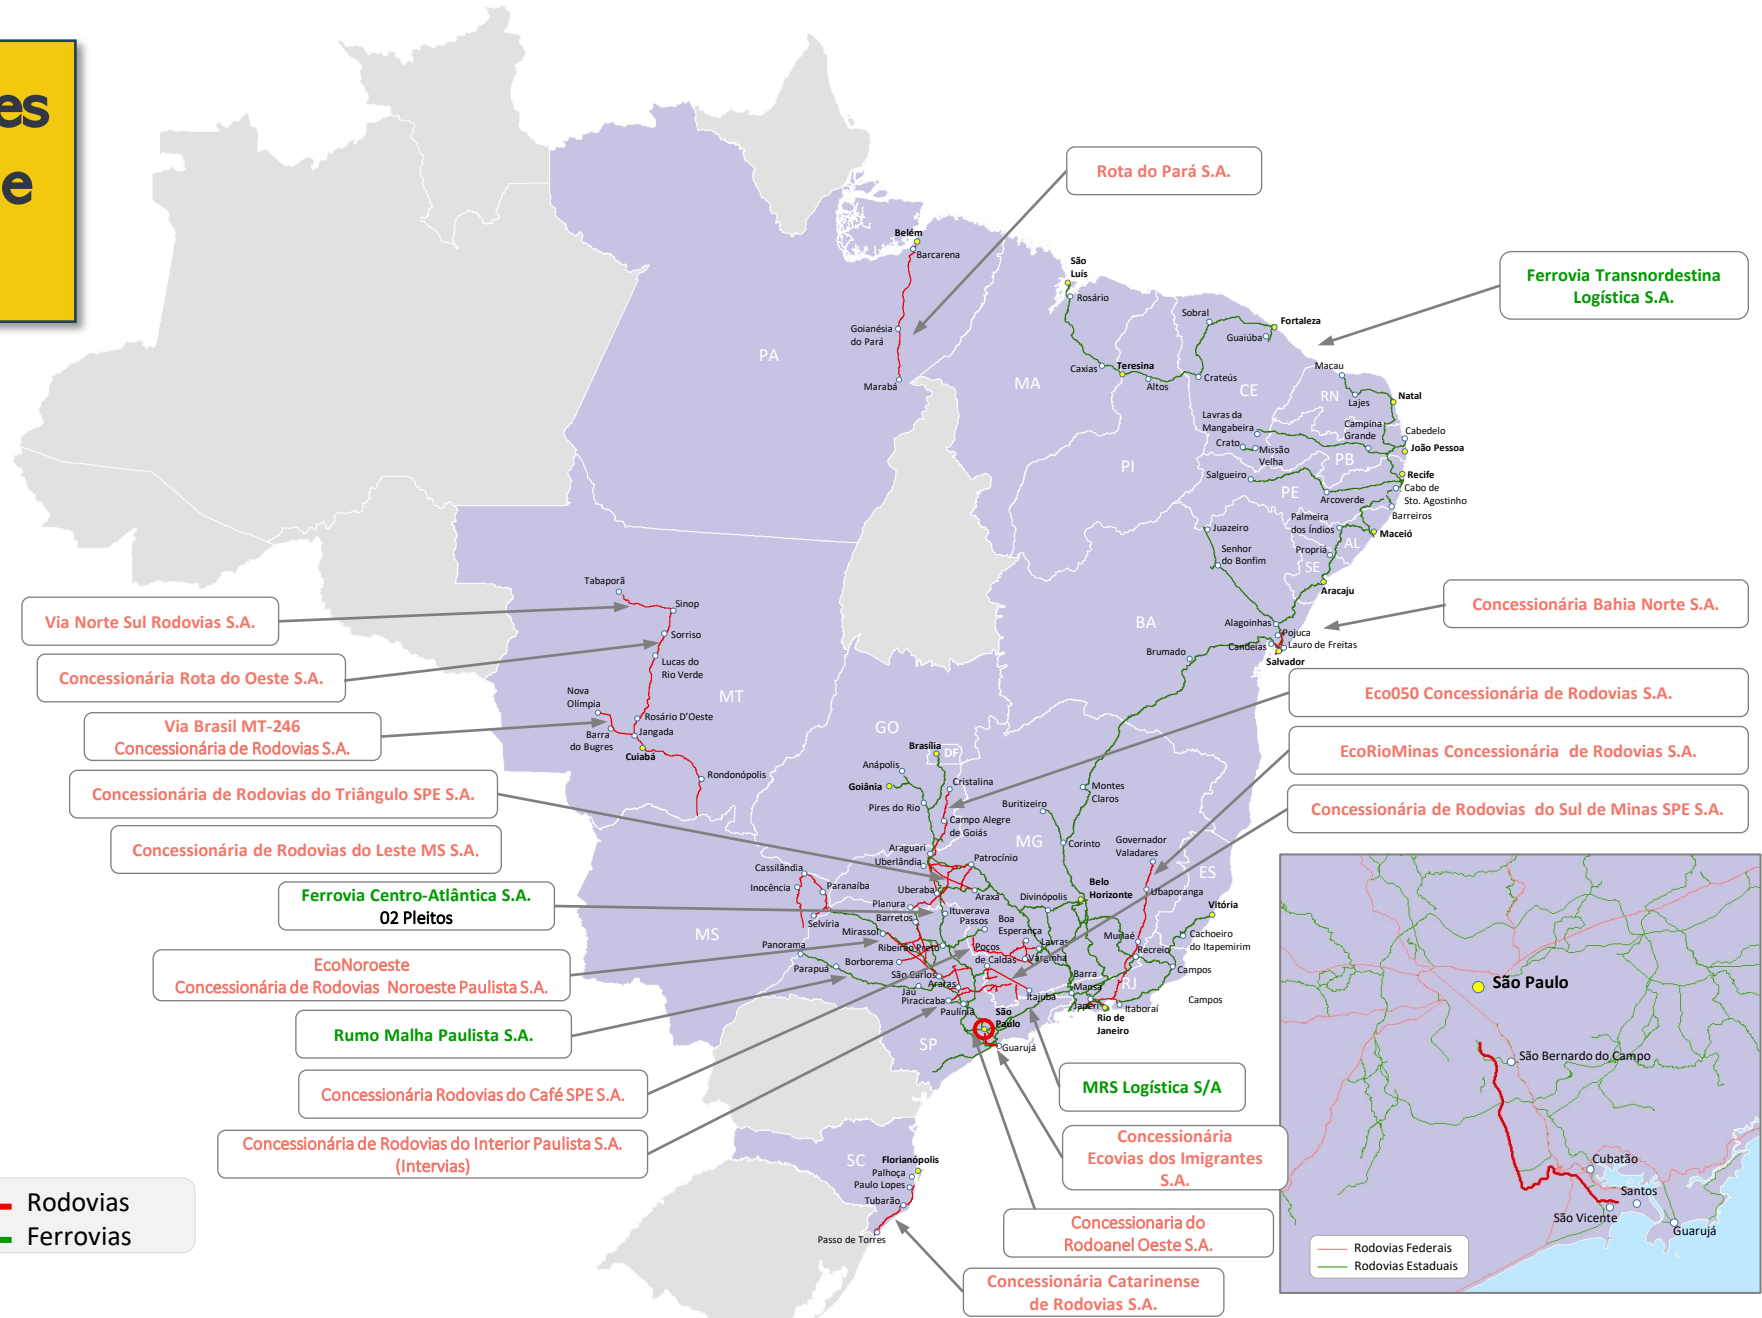 es
e
Rota do Pará S.A.
Ferrovia Transnordestina
Logística S.A.
Concessionária Bahia Norte S.A.
Eco050 Concessionária de Rodovias S.A.
EcoRioMinas Concessionária de Rodovias S.A.
Concessionária de Rodovias do Sul de Minas SPE S.A.
Via Norte Sul Rodovias S.A.
Concessionária Rota do Oeste S.A.
Via Brasil MT-246
Concessionária de Rodovias S.A.
Concessionária de Rodovias do Triângulo SPE S.A.
Concessionária de Rodovias do Leste MS S.A.
Ferrovia Centro-Atlântica S.A.
02 Pleitos
EcoNoroeste
Concessionária de Rodovias Noroeste Paulista S.A.
Rumo Malha Paulista S.A.
Concessionária Rodovias do Café SPE S.A.
Concessionária de Rodovias do Interior Paulista S.A.
(Intervias)
MRS Logística S/A
Concessionária
Ecovias dos Imigrantes
S.A.
Concessionaria do
Rodoanel Oeste S.A.
Concessionária Catarinense
de Rodovias S.A.
Rodovias
Ferrovias
Belém
Barcarena
Goianésia
do Pará
Marabá
PA
São
Luís
Rosário
Caxias
Teresina
Altos
MA
PI
Sobral
Fortaleza
Guaiúba
Crateús
CE
Macau
RN
Lajes
Natal
Lavras da
Mangabeira
Crato
Missão
Velha
Campina
Grande
Cabedelo
João Pessoa
PB
Salgueiro
PE
Arcoverde
Recife
Cabo de
Sto. Agostinho
Barreiros
Palmeira
dos Índios
Maceió
AL
Propriá
SE
Aracaju
Juazeiro
Senhor
do Bonfim
BA
Alagoinhas
Pojuca
Candeias
Lauro de Freitas
Salvador
Brumado
Tabaporã
Sinop
Sorriso
Lucas do
Rio Verde
MT
Nova
Olímpia
Rosário D'Oeste
Barra
do Bugres
Jangada
Cuiabá
Rondonópolis
GO
Brasília
DF
Anápolis
Goiânia
Cristalina
Pires do Rio
Campo Alegre
de Goiás
Montes
Claros
Buritizeiro
MG
Corinto
Governador
Valadares
Araguari
Uberlândia
Patrocínio
Cassilândia
Inocência
Paranaíba
Uberaba
Araxá
Divinópolis
Belo
Horizonte
Ubaporanga
ES
Vitória
Planura
Ituverava
Selvíria
Barretos
Passos
Boa
Esperança
MS
Mirassol
Ribeirão Preto
Poços
de Caldas
Lavras
Varginha
Muriaé
Recreio
Cachoeiro
do Itapemirim
Panorama
Parapuã
Borborema
São Carlos
Araras
Jaú
Piracicaba
Paulínia
Itajubá
Barra
Mansa
Japeri
RJ
Campos
Campos
Itaboraí
Rio de
Janeiro
São
Paulo
Guarujá
SP
SC
Florianópolis
Palhoça
Paulo Lopes
Tubarão
Passo de Torres
São Paulo
São Bernardo do Campo
Cubatão
Santos
São Vicente
Guarujá
Rodovias Federais
Rodovias Estaduais